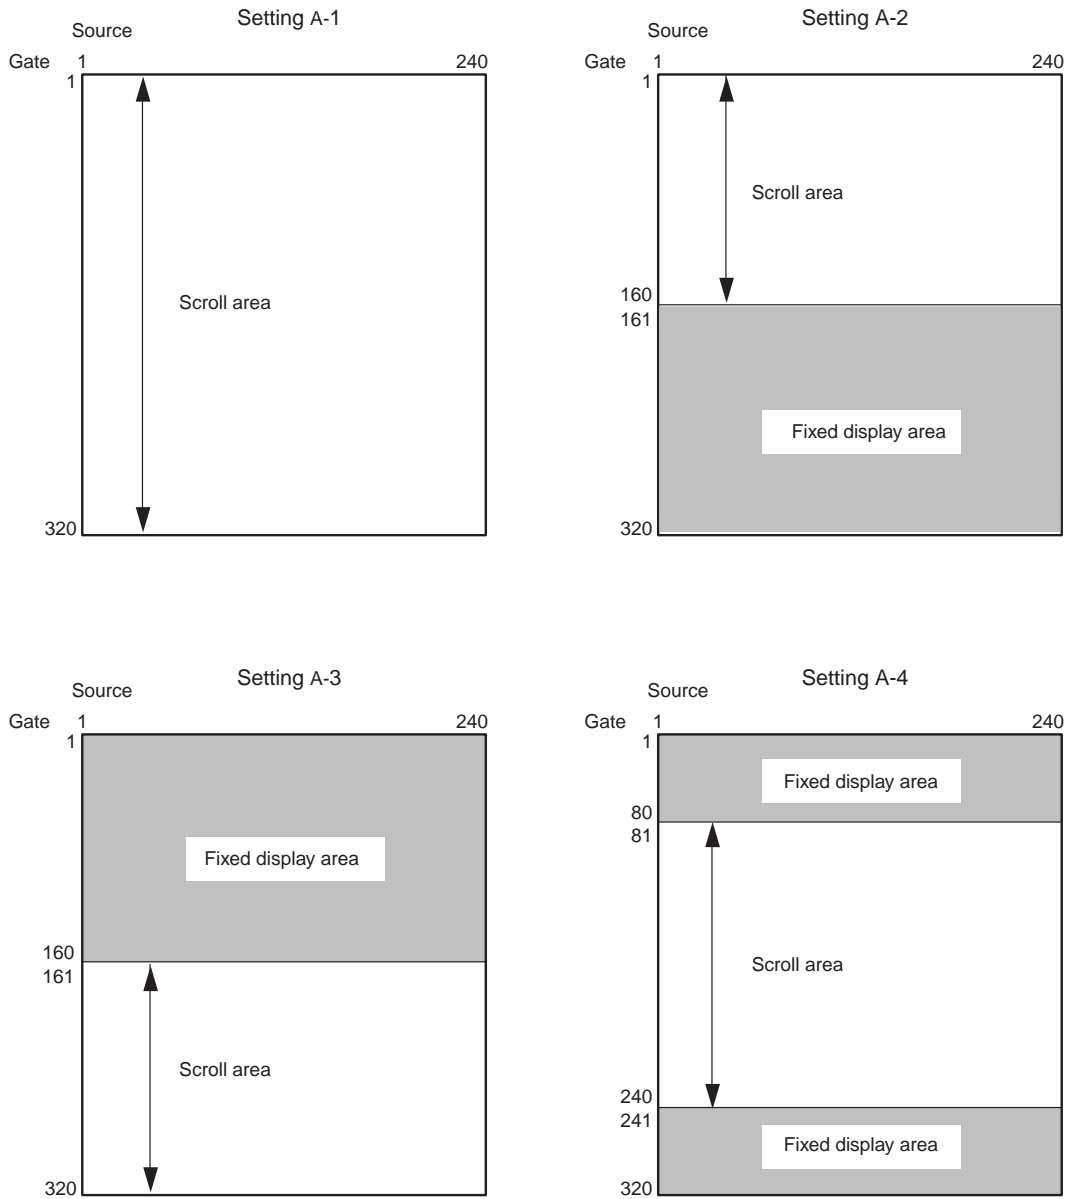 Setting A-1
Source
Gate 1 240
1
Scroll area
320
Setting A-2
Source
Gate 1 240
1
Scroll area
160
161
Fixed display area
320
Setting A-3
Source
Gate 1 240
1
Fixed display area
160
161
Scroll area
320
Setting A-4
Source
Gate 1 240
1
Fixed display area
80
81
Scroll area
240
241
Fixed display area
320